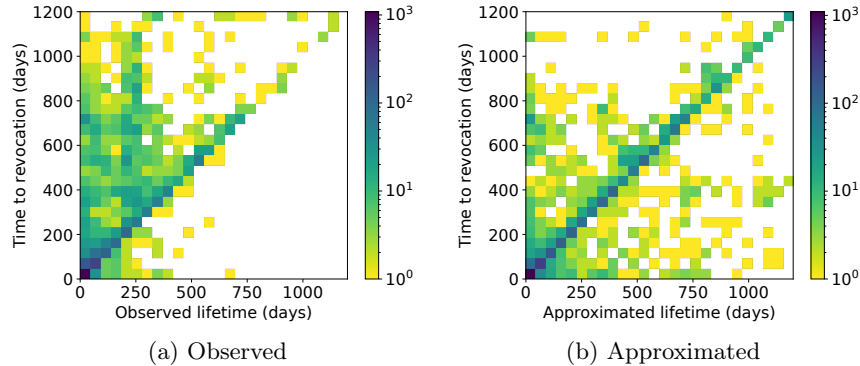 1200
1000
800
600
400
200
0
Time to revocation (days)
0 250 500 750 1000
Observed lifetime (days)
10^3
10^2
10^1
10^0
(a) Observed
1200
1000
800
600
400
200
0
Time to revocation (days)
0 250 500 750 1000
Approximated lifetime (days)
10^3
10^2
10^1
10^0
(b) Approximated